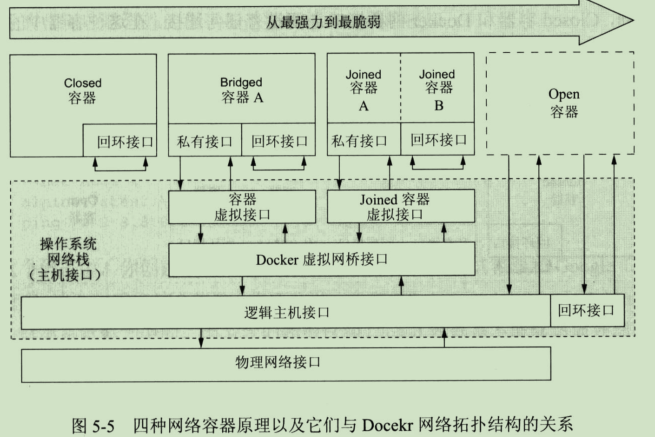 从最强力到最脆弱
Closed
容器
回环接口
Bridged
容器 A
私有接口
回环接口
Joined
容器
A
Joined
容器
B
私有接口
回环接口
Open
容器
容器
虚拟接口
Joined 容器
虚拟接口
操作系统
网络栈
（主机接口）
Docker 虚拟网桥接口
逻辑主机接口
回环接口
物理网络接口
图 5-5 四种网络容器原理以及它们与 Docekr 网络拓扑结构的关系